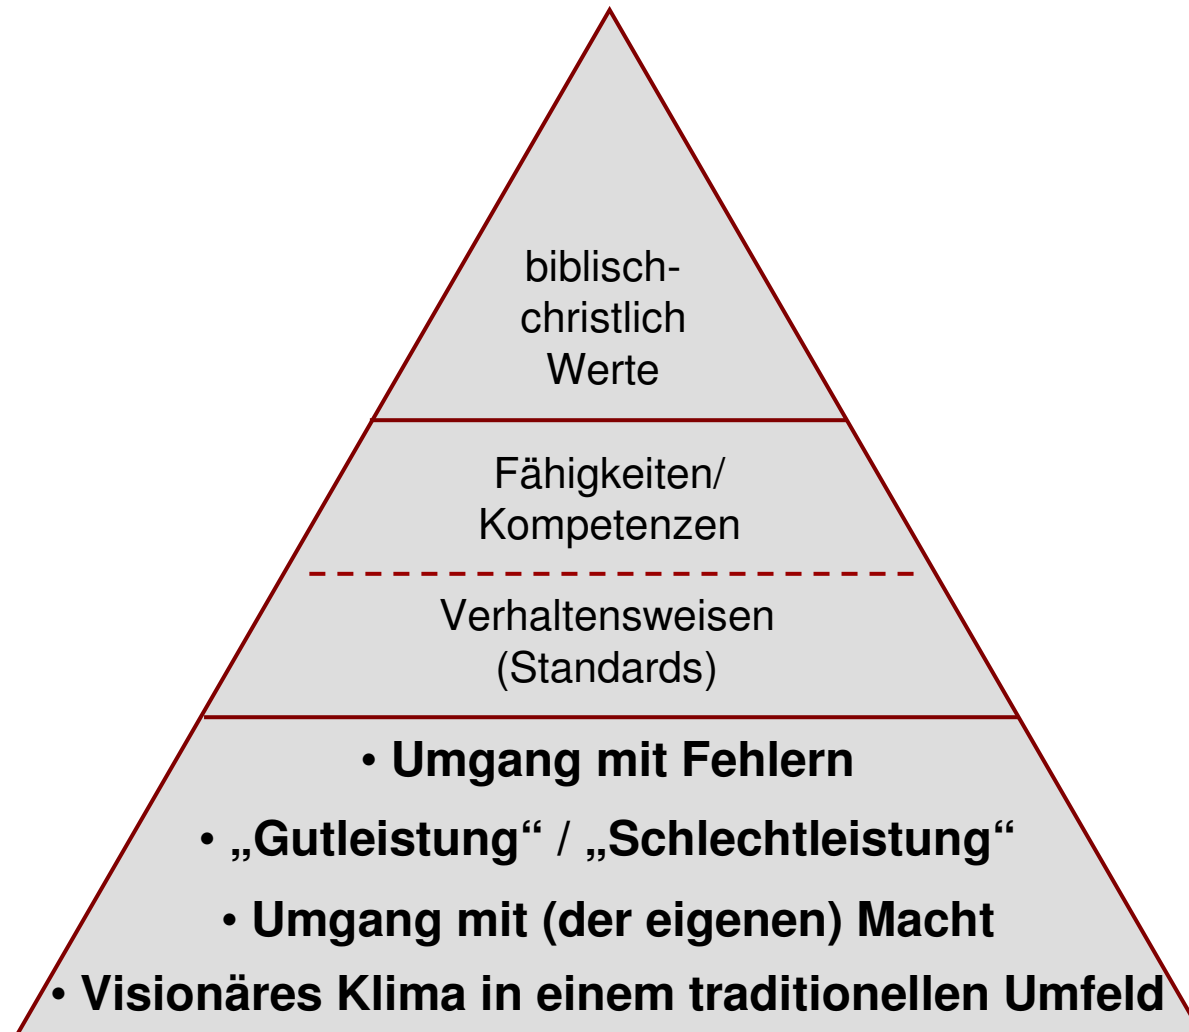 biblisch-
christlich
Werte
Fähigkeiten/
Kompetenzen
Verhaltensweisen
(Standards)
• Umgang mit Fehlern
• „Gutleistung“ / „Schlechtleistung“
• Umgang mit (der eigenen) Macht
• Visionäres Klima in einem traditionellen Umfeld